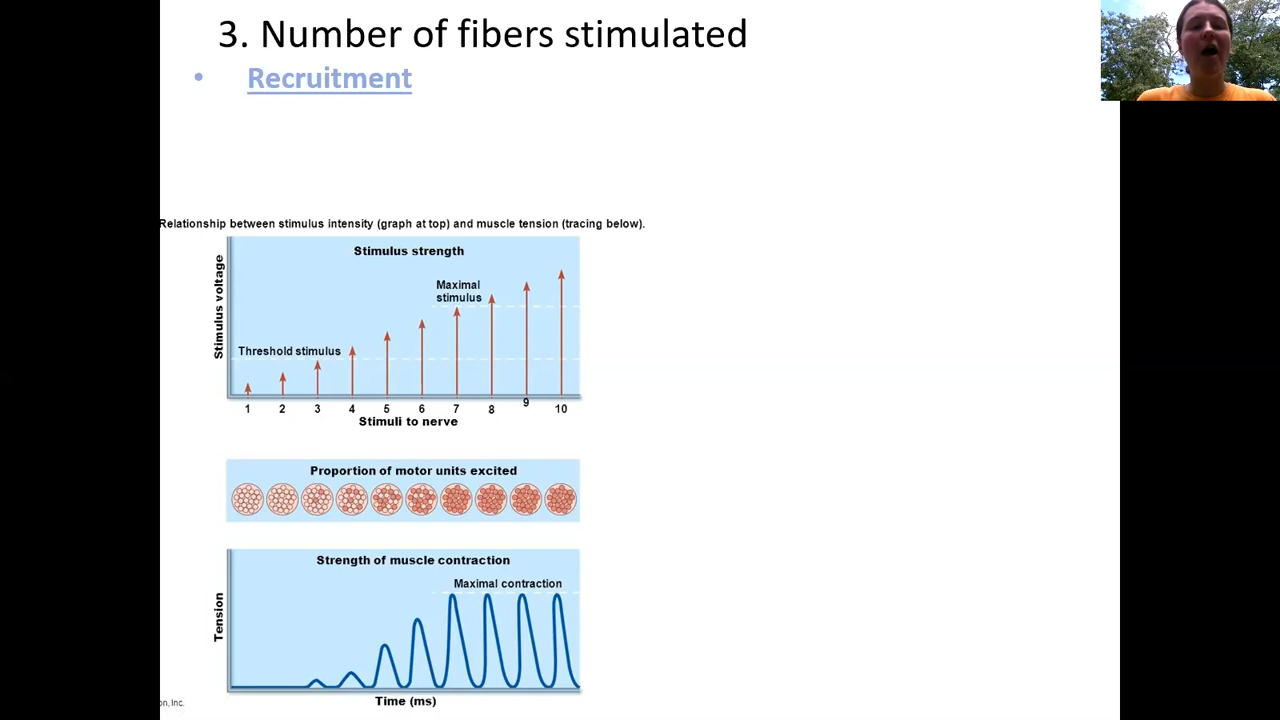 3. Number of fibers stimulated
• Recruitment
Relationship between stimulus intensity (graph at top) and muscle tension (tracing below).
Stimulus strength
Stimulus voltage
Maximal
stimulus
Threshold stimulus
1 2 3 4 5 6 7 8 9 10
Stimuli to nerve
Proportion of motor units excited
Strength of muscle contraction
Maximal contraction
Tension
Time (ms)
on, Inc.